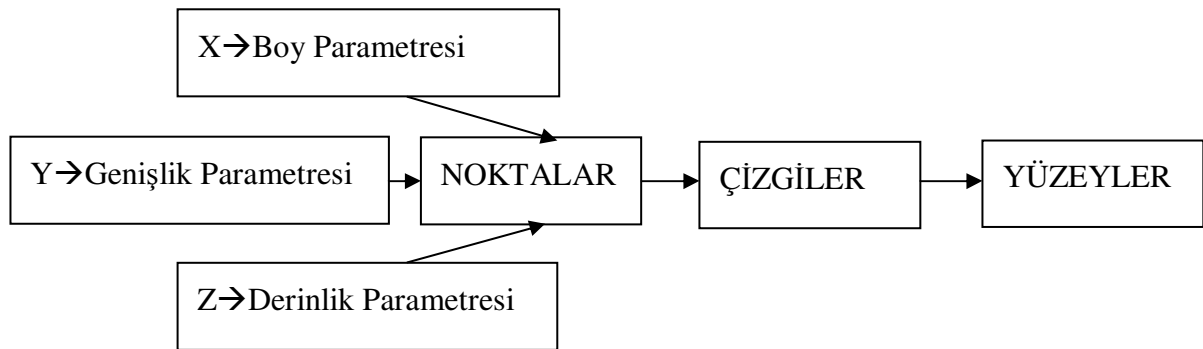 X→Boy Parametresi
Y→Genişlik Parametresi
NOKTALAR
ÇİZGİLER
YÜZEYLER
Z→Derinlik Parametresi